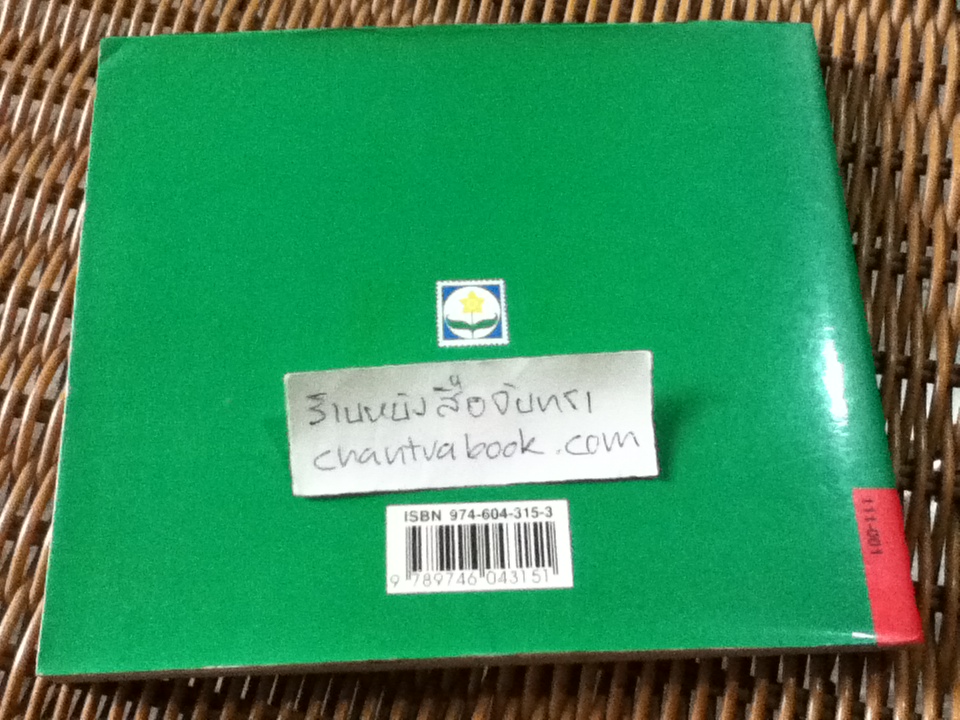 ร้านหนังสือจันทรา
chantrabook.com
ISBN 974-604-315-3
9 789746 043151
111-001